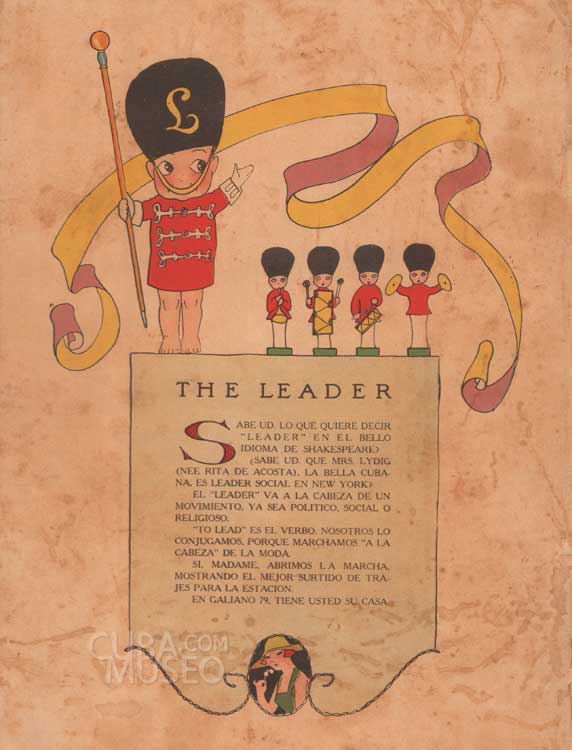 L
THE LEADER
SABE UD. LO QUE QUIERE DECIR
"LEADER" EN EL BELLO
IDIOMA DE SHAKESPEARE?
¿SABE UD. QUE MRS. LYDIG
(NEE RITA DE ACOSTA), LA BELLA CUBA-
NA, ES LEADER SOCIAL EN NEW YORK?
EL "LEADER" VA A LA CABEZA DE UN
MOVIMIENTO, YA SEA POLITICO, SOCIAL O
RELIGIOSO.
"TO LEAD" ES EL VERBO. NOSOTROS LO
CONJUGAMOS, PORQUE MARCHAMOS "A LA
CABEZA" DE LA MODA.
SI, MADAME, ABRIMOS LA MARCHA,
MOSTRANDO EL MEJOR SURTIDO DE TRA-
JES PARA LA ESTACION.
EN GALIANO 79, TIENE USTED SU CASA.
CUBA.COM
MUSEO